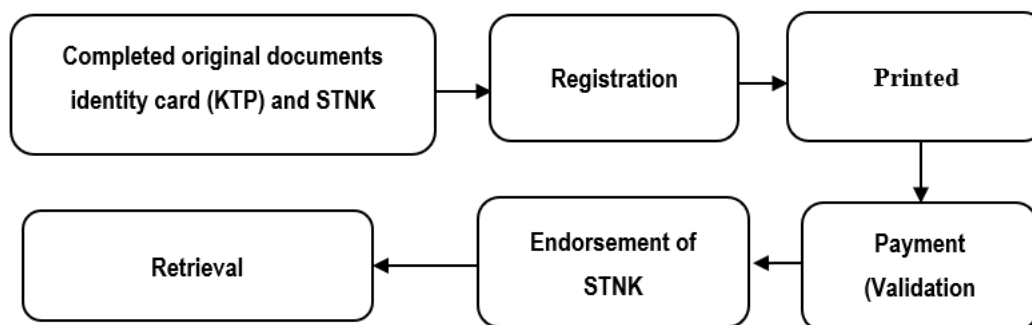 Completed original documents
identity card (KTP) and STNK
Registration
Printed
Payment
(Validation
Endorsement of
STNK
Retrieval